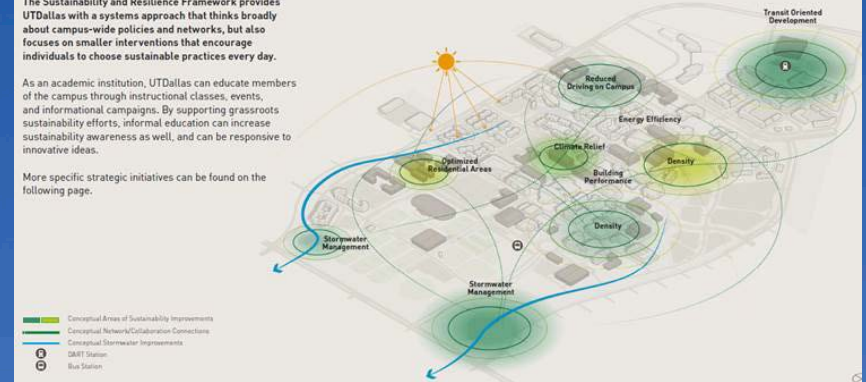 The Sustainability and Resilience Framework provides
UTDallas with a systems approach that thinks broadly
about campus-wide policies and networks, but also
focuses on smaller interventions that encourage
individuals to choose sustainable practices every day.
As an academic institution, UTDallas can educate members
of the campus through instructional classes, events,
and informational campaigns. By supporting grassroots
sustainability efforts, informal education can increase
sustainability awareness as well, and can be responsive to
innovative ideas.
More specific strategic initiatives can be found on the
following page.
Transit Oriented
Development
Reduced
Driving on Campus
Energy Efficiency
Climate Relief
Optimized
Residential Areas
Density
Building
Performance
Density
Stormwater
Management
Stormwater
Management
Conceptual Areas of Sustainability Improvements
Conceptual Network/Collaboration Connections
Conceptual Stormwater Improvements
DART Station
Bus Station